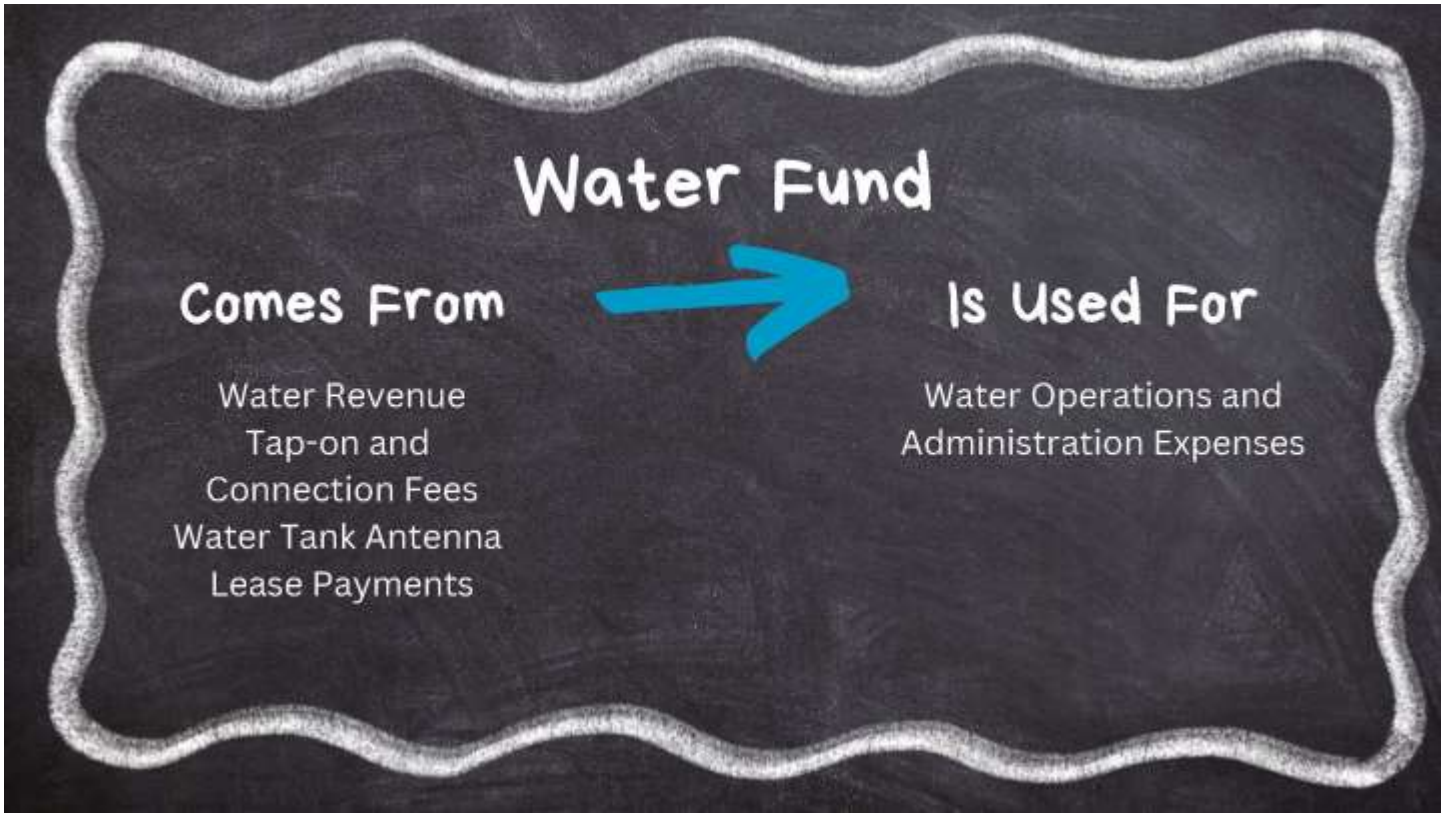 Water Fund
Comes From
Water Revenue
Tap-on and
Connection Fees
Water Tank Antenna
Lease Payments
Is Used For
Water Operations and
Administration Expenses